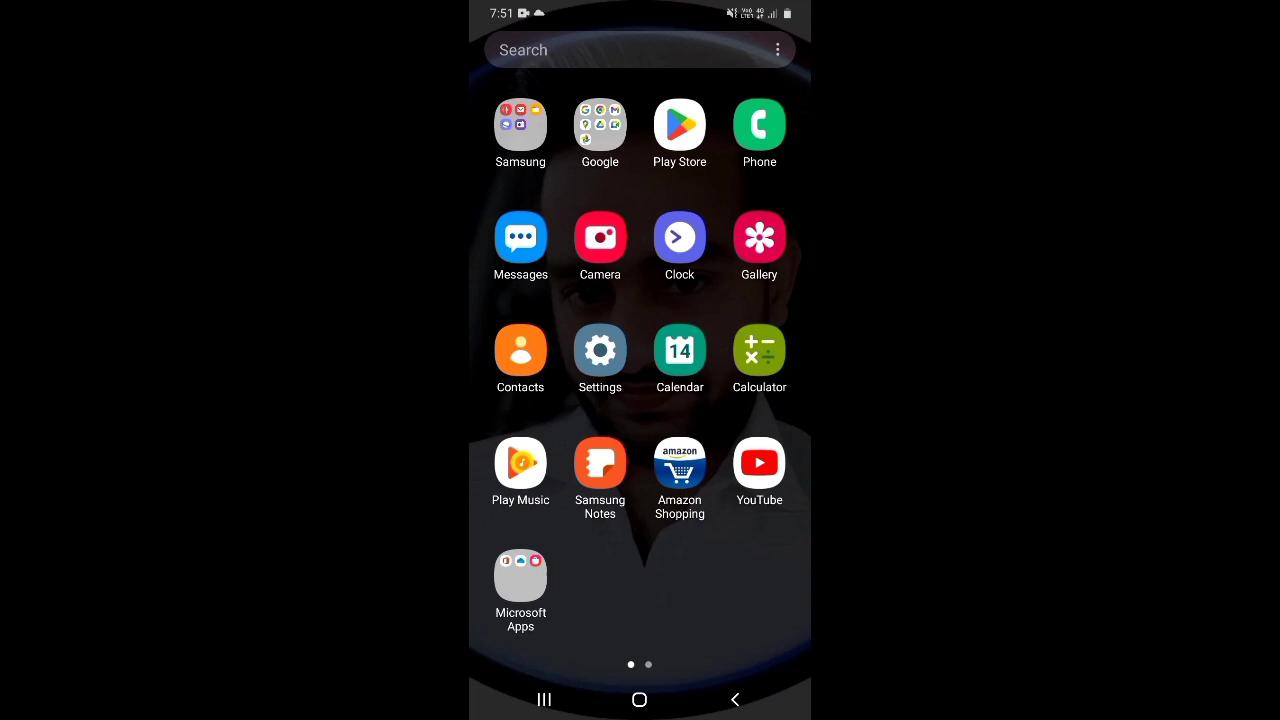 7:51
Search
Samsung
Google
Play Store
Phone
Messages
Camera
Clock
Gallery
Contacts
Settings
14
Calendar
Calculator
amazon
Play Music
Samsung
Notes
Amazon
Shopping
YouTube
Microsoft
Apps